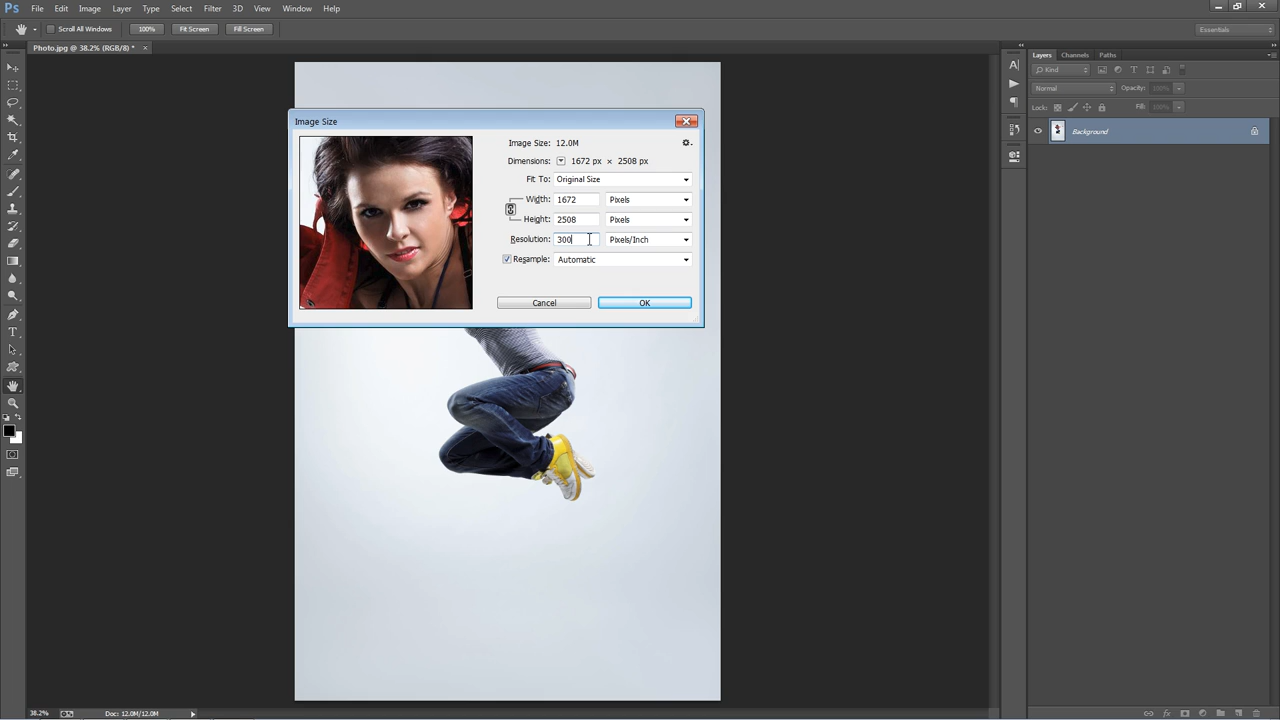 Ps File Edit Image Layer Type Select Filter 3D View Window Help
Scroll All Windows 100% Fit Screen Fill Screen Essentials
Photo.jpg @ 38.2% (RGB/8) * ×
Layers Channels Paths
Kind
Normal Opacity: 100%
Lock: Fill: 100%
Background
Image Size
Image Size: 12.0M
Dimensions: 1672 px × 2508 px
Fit To: Original Size
Width: 1672 Pixels
Height: 2508 Pixels
Resolution: 300 Pixels/Inch
Resample: Automatic
Cancel OK
38.2% Doc: 12.0M/12.0M